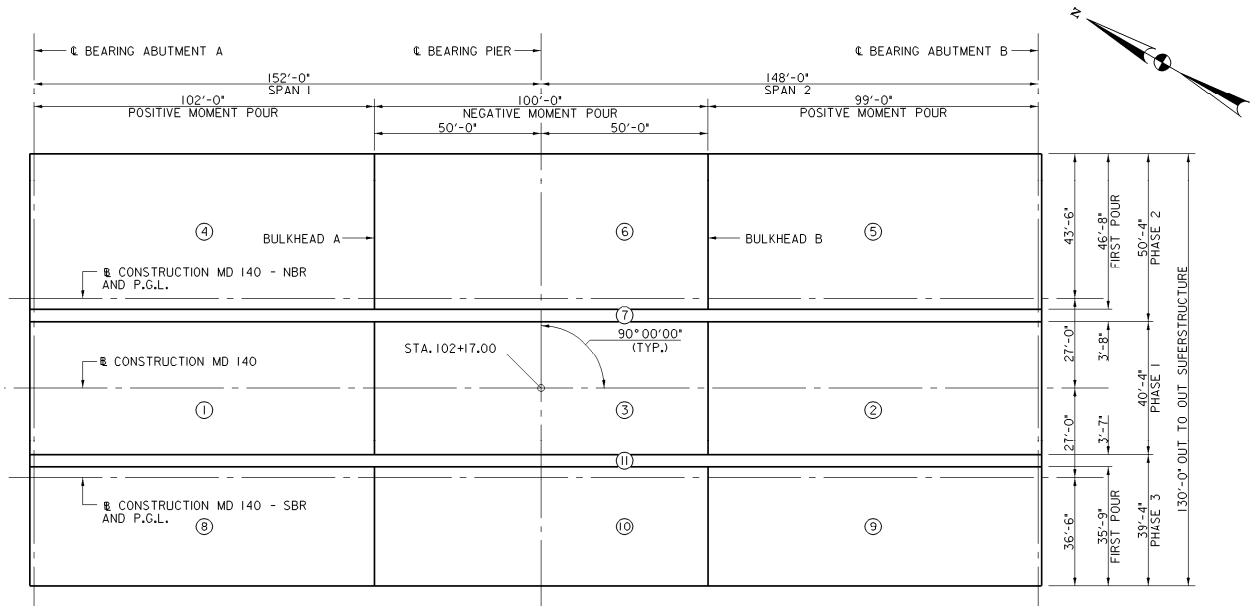 N
℄ BEARING ABUTMENT A
℄ BEARING PIER
℄ BEARING ABUTMENT B
152'-0"
SPAN 1
148'-0"
SPAN 2
102'-0"
POSITIVE MOMENT POUR
100'-0"
NEGATIVE MOMENT POUR
99'-0"
POSITVE MOMENT POUR
50'-0"
50'-0"
4
BULKHEAD A
6
BULKHEAD B
5
43'-6"
46'-8"
FIRST POUR
50'-4"
PHASE 2
130'-0" OUT TO OUT SUPERSTRUCTURE
℄ CONSTRUCTION MD 140 - NBR
AND P.G.L.
7
90°00'00"
(TYP.)
STA. 102+17.00
27'-0"
3'-8"
40'-4"
PHASE 1
℄ CONSTRUCTION MD 140
1
3
2
27'-0"
3'-7"
11
℄ CONSTRUCTION MD 140 - SBR
AND P.G.L.
8
10
9
36'-6"
35'-9"
FIRST POUR
39'-4"
PHASE 3